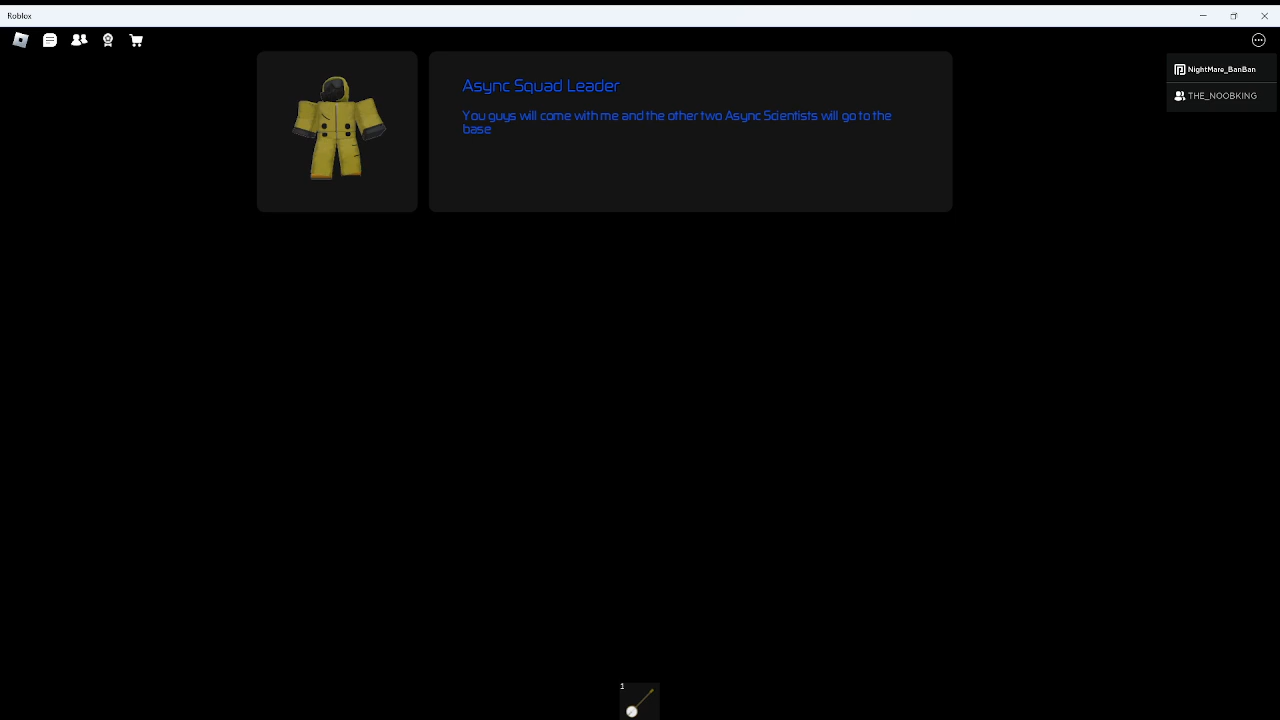 Roblox
NightMare_BanBan
THE_NOOBKING
Async Squad Leader
You guys will come with me and the other two Async Scientists will go to the
base
1